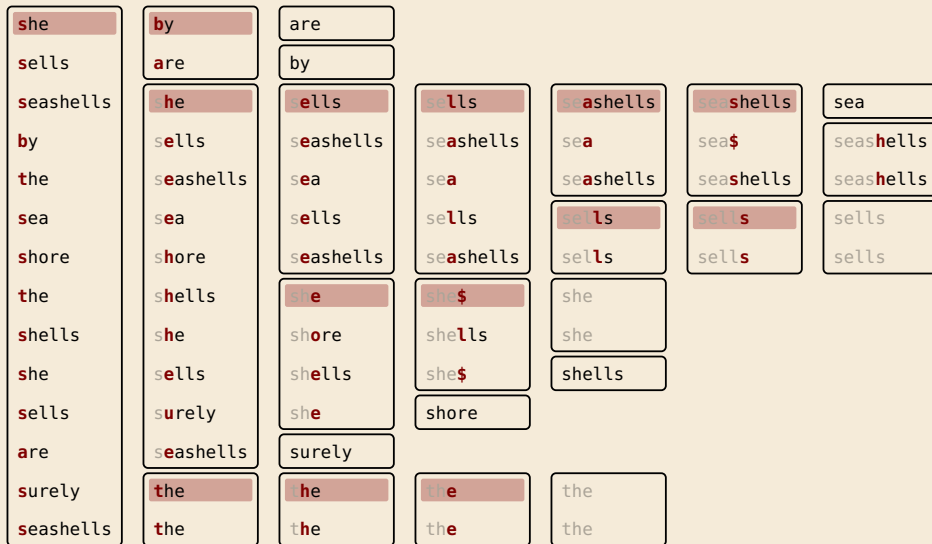 she by are
sells are by
seashells he ells sells seashells seashells sea
by sells seashells seashells sea sea$ seashells
the seashells sea sea seashells seashells seashells
sea sea sells sells sells sells sells
shore shore seashells seashells sells sells sells
the shells she she$ she
shells she shore shells she
she sells shells she$ shells
sells surely she shore
are seashells surely
surely the the the the
seashells the the the the